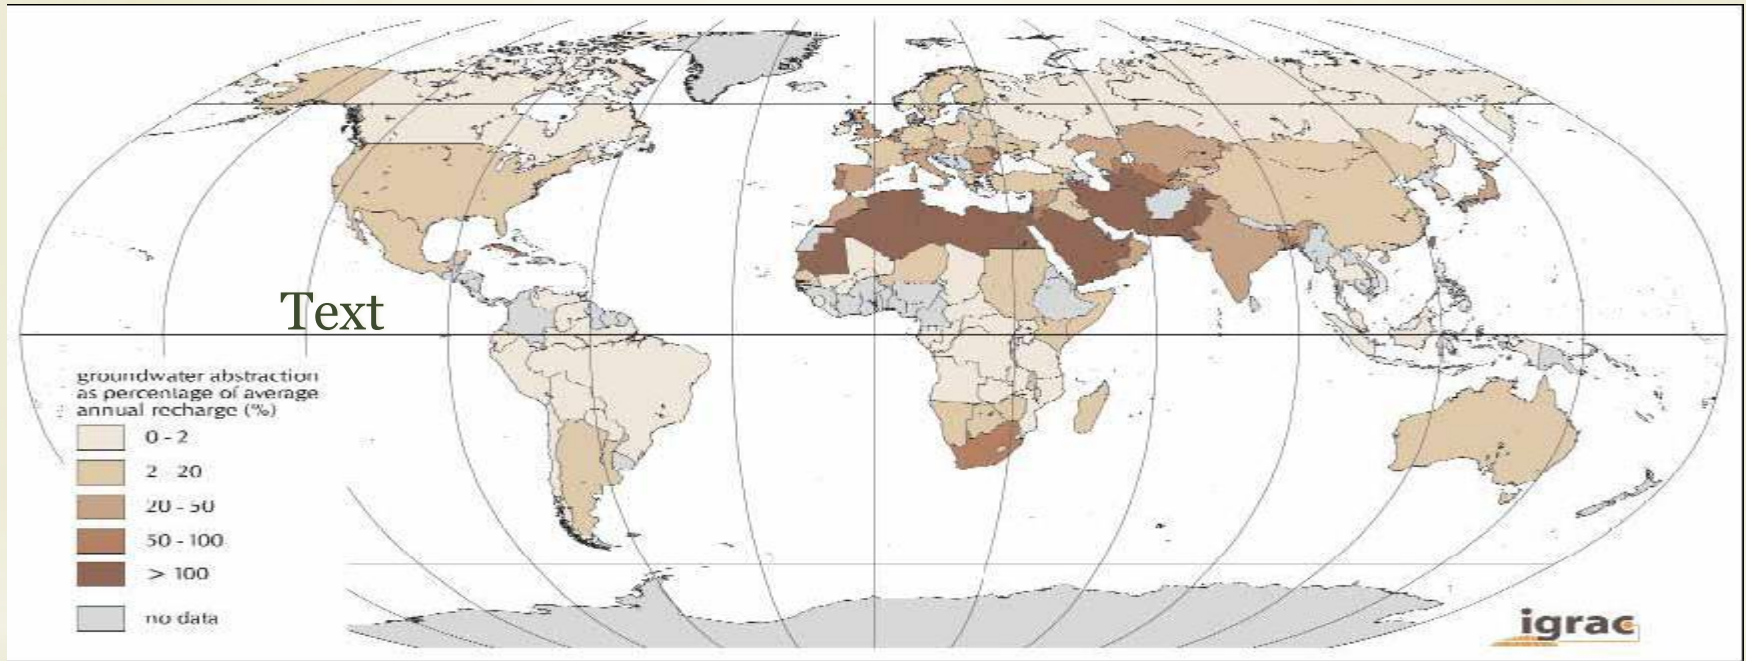 Text
groundwater abstraction
as percentage of average
annual recharge (%)
0 - 2
2 - 20
20 - 50
50 - 100
> 100
no data
igrac